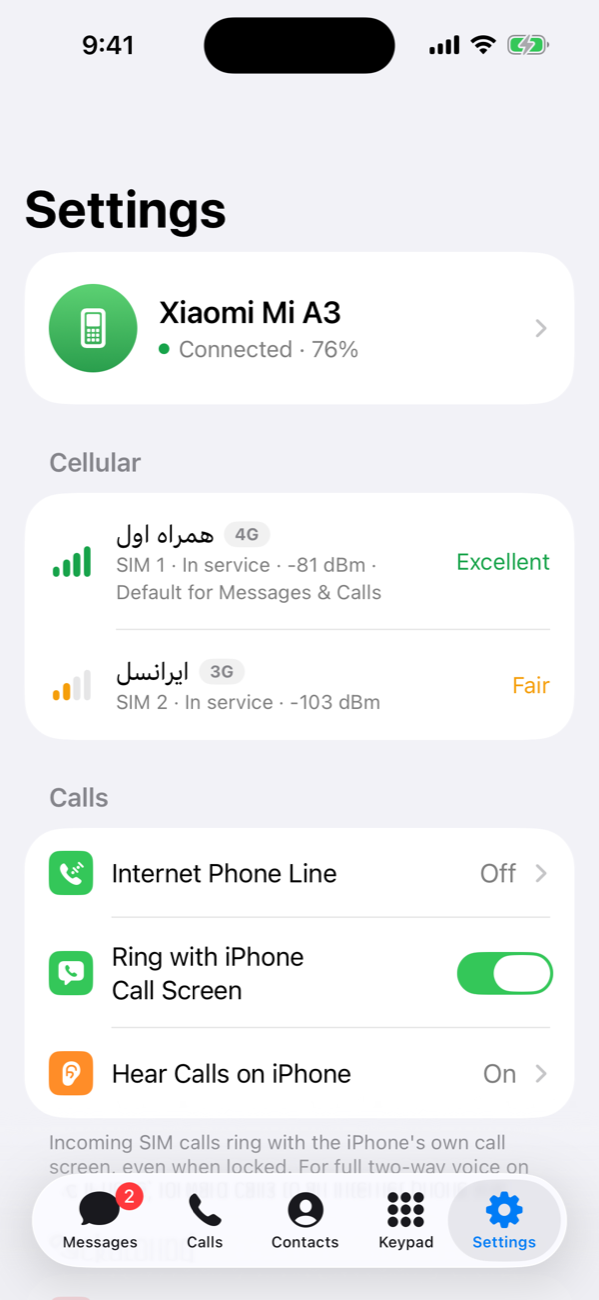 9:41
Settings
Xiaomi Mi A3
Connected · 76%
Cellular
همراه اول 4G
SIM 1 · In service · -81 dBm ·
Default for Messages & Calls
Excellent
ایرانسل 3G
SIM 2 · In service · -103 dBm
Fair
Calls
Internet Phone Line Off
Ring with iPhone
Call Screen
Hear Calls on iPhone On
Incoming SIM calls ring with the iPhone's own call
screen, even when locked. For full two-way voice on
2
Messages Calls Contacts Keypad Settings